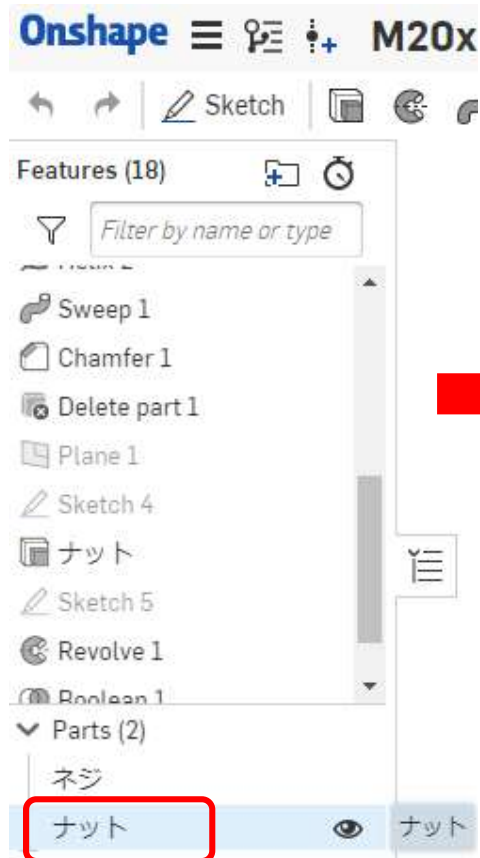 Onshape M20x
Sketch
Features (18)
Filter by name or type
Helix 2
Sweep 1
Chamfer 1
Delete part 1
Plane 1
Sketch 4
ナット
Sketch 5
Revolve 1
Boolean 1
Parts (2)
ネジ
ナット ナット